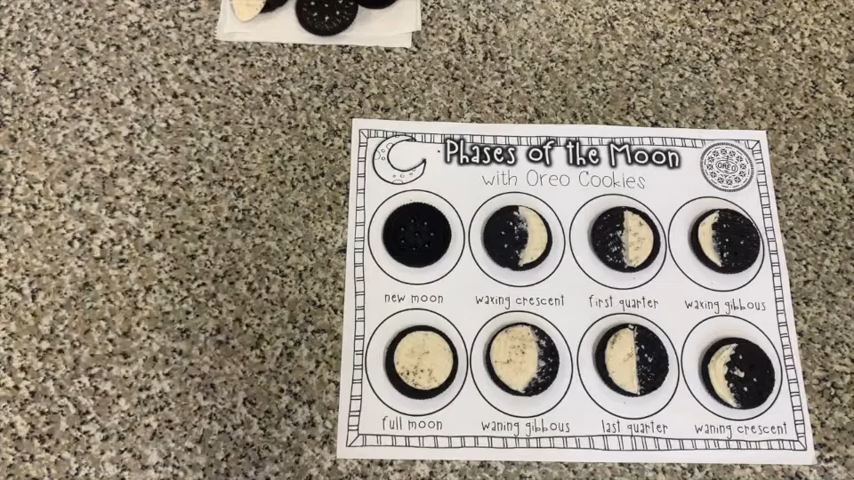 Phases of the Moon
with Oreo Cookies
OREO
new moon
waxing crescent
first quarter
waxing gibbous
full moon
waning gibbous
last quarter
waning crescent